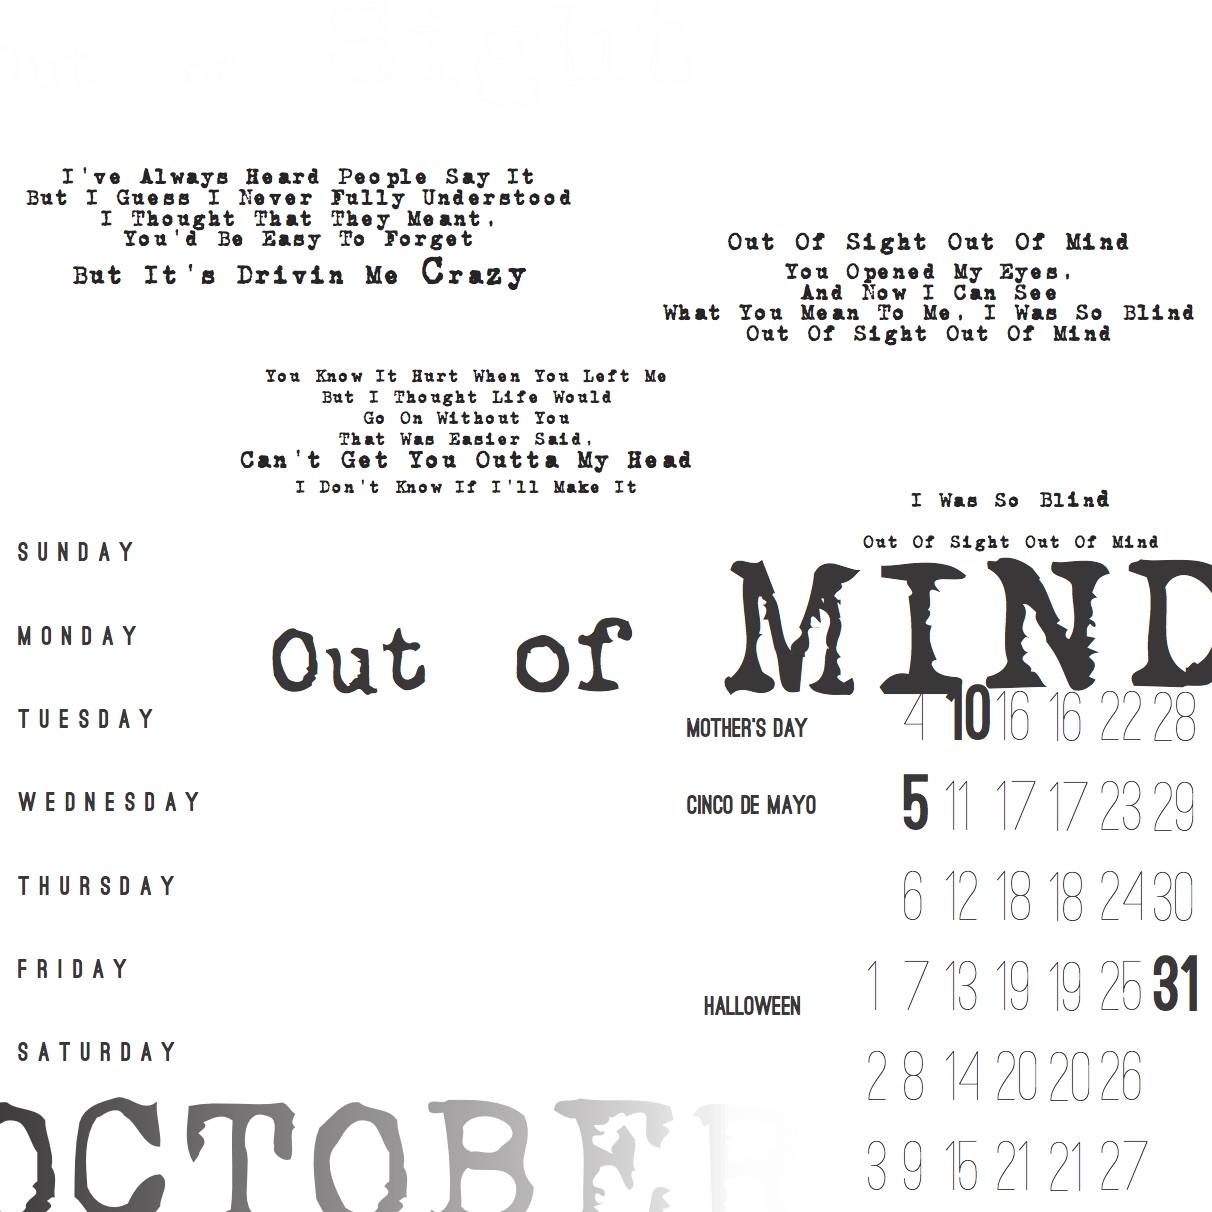 Out of Sight
I've Always Heard People Say It
But I Guess I Never Fully Understood
I Thought That They Meant,
You'd Be Easy To Forget
But It's Drivin Me Crazy
Out Of Sight Out Of Mind
You Opened My Eyes,
And Now I Can See
What You Mean To Me, I Was So Blind
Out Of Sight Out Of Mind
You Know It Hurt When You Left Me
But I Thought Life Would
Go On Without You
That Was Easier Said,
Can't Get You Outta My Head
I Don't Know If I'll Make It
I Was So Blind
Out Of Sight Out Of Mind
Out of MIND
SUNDAY
MONDAY
TUESDAY
WEDNESDAY
THURSDAY
FRIDAY
SATURDAY
MOTHER'S DAY
4 10 16 16 22 28
CINCO DE MAYO
5 11 17 17 23 29
6 12 18 18 24 30
1 7 13 19 19 25 31
HALLOWEEN
2 8 14 20 20 26
3 9 15 21 21 27
OCTOBER